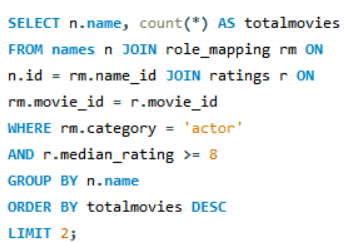 SELECT n.name, count(*) AS totalmovies
FROM names n JOIN role_mapping rm ON
n.id = rm.name_id JOIN ratings r ON
rm.movie_id = r.movie_id
WHERE rm.category = 'actor'
AND r.median_rating >= 8
GROUP BY n.name
ORDER BY totalmovies DESC
LIMIT 2;